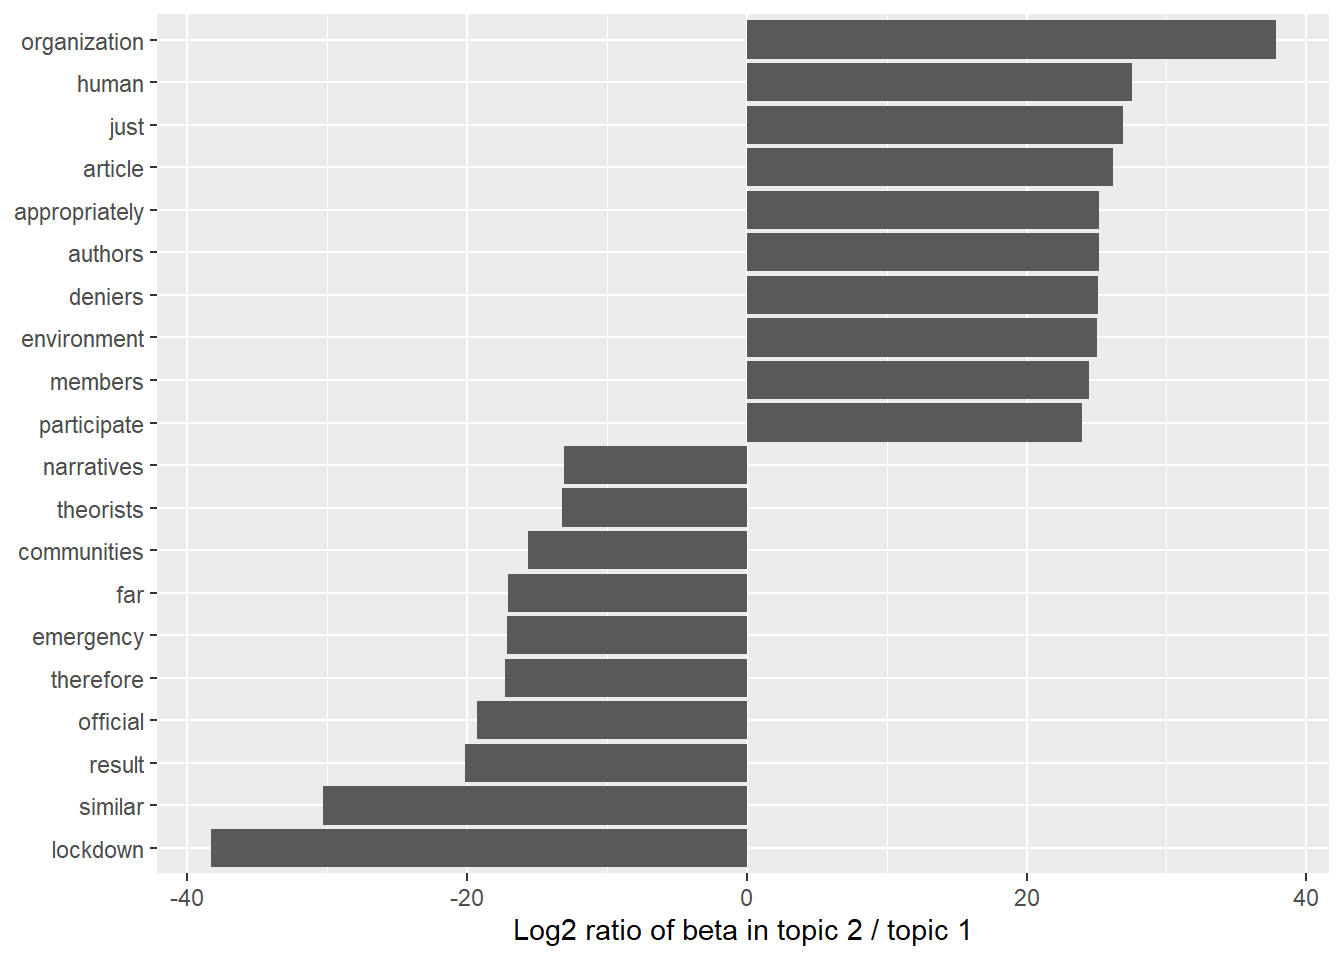 organization
human
just
article
appropriately
authors
deniers
environment
members
participate
narratives
theorists
communities
far
emergency
therefore
official
result
similar
lockdown
-40 -20 0 20 40
Log2 ratio of beta in topic 2 / topic 1